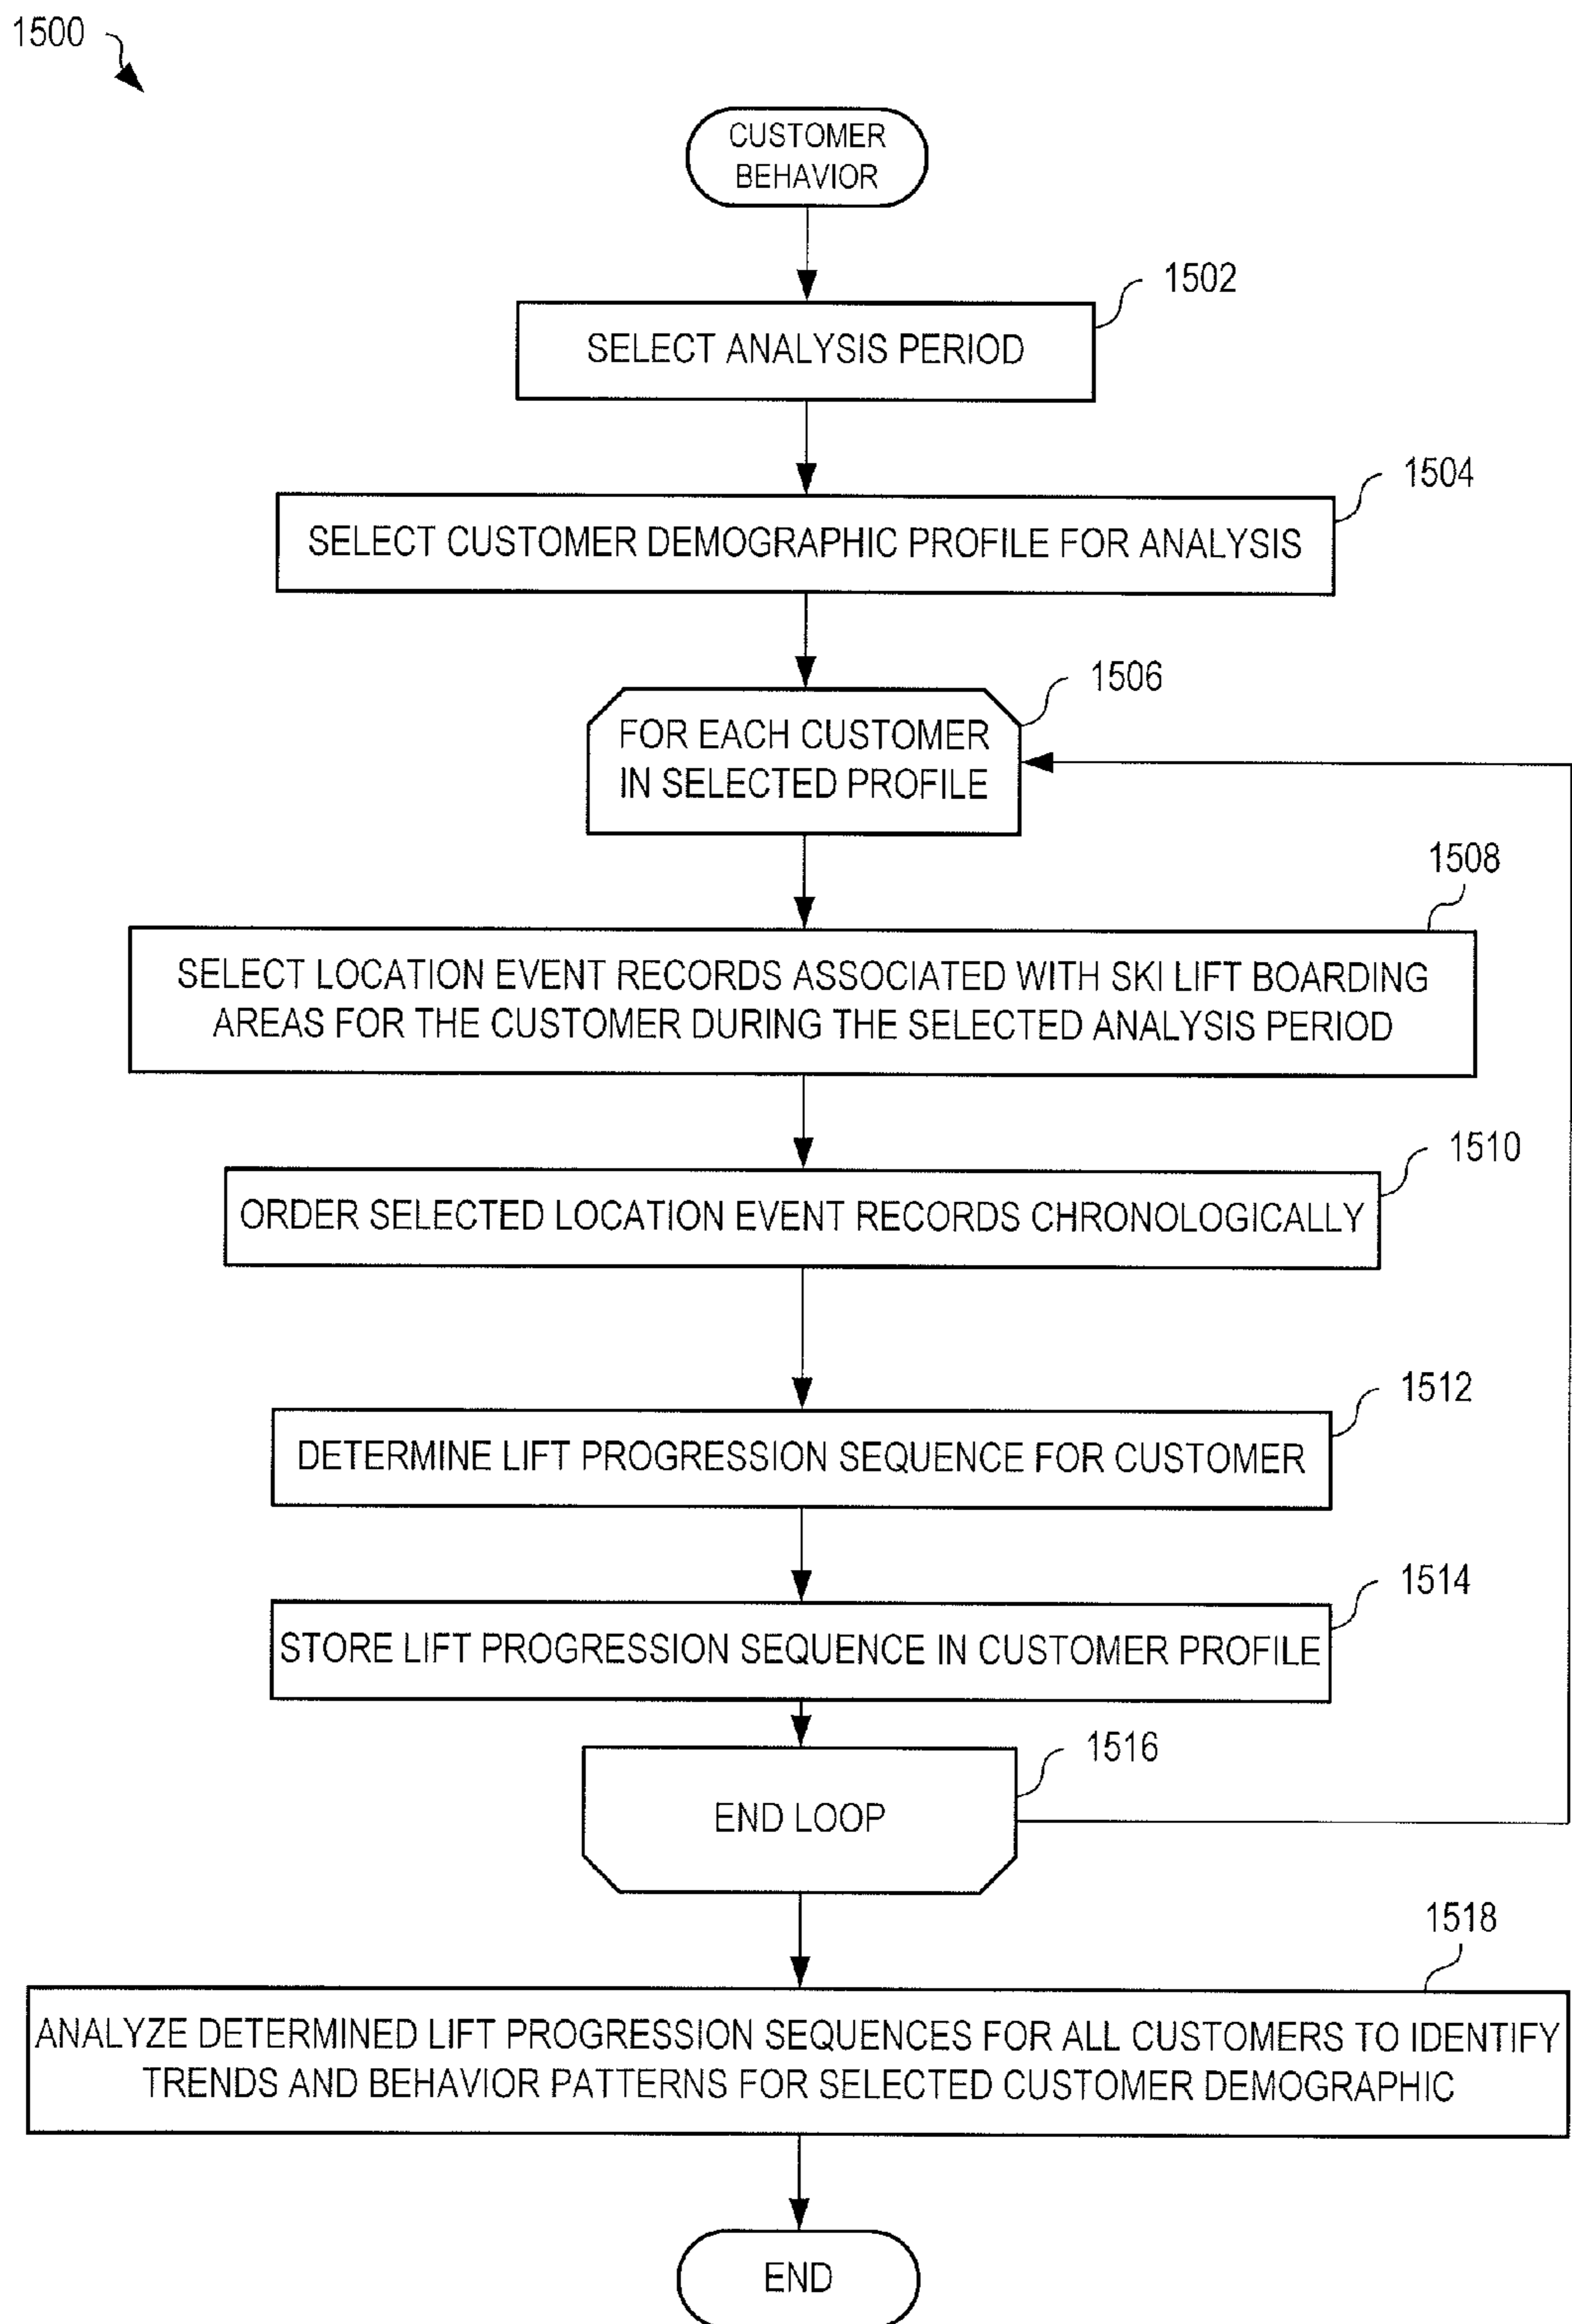 1500
CUSTOMER
BEHAVIOR
1502
SELECT ANALYSIS PERIOD
1504
SELECT CUSTOMER DEMOGRAPHIC PROFILE FOR ANALYSIS
1506
FOR EACH CUSTOMER
IN SELECTED PROFILE
1508
SELECT LOCATION EVENT RECORDS ASSOCIATED WITH SKI LIFT BOARDING
AREAS FOR THE CUSTOMER DURING THE SELECTED ANALYSIS PERIOD
1510
ORDER SELECTED LOCATION EVENT RECORDS CHRONOLOGICALLY
1512
DETERMINE LIFT PROGRESSION SEQUENCE FOR CUSTOMER
1514
STORE LIFT PROGRESSION SEQUENCE IN CUSTOMER PROFILE
1516
END LOOP
1518
ANALYZE DETERMINED LIFT PROGRESSION SEQUENCES FOR ALL CUSTOMERS TO IDENTIFY
TRENDS AND BEHAVIOR PATTERNS FOR SELECTED CUSTOMER DEMOGRAPHIC
END